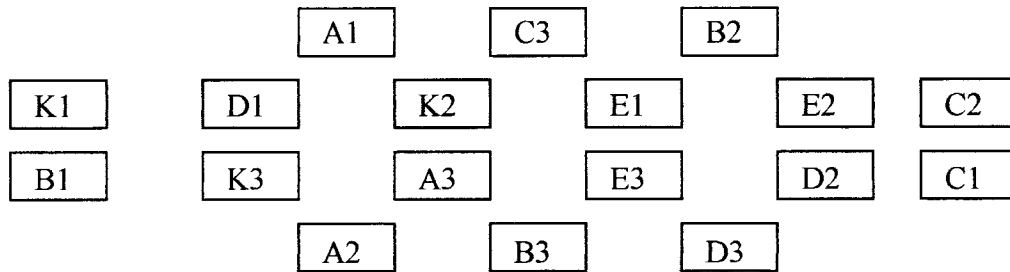 A1 C3 B2
K1 D1 K2 E1 E2 C2
B1 K3 A3 E3 D2 C1
A2 B3 D3